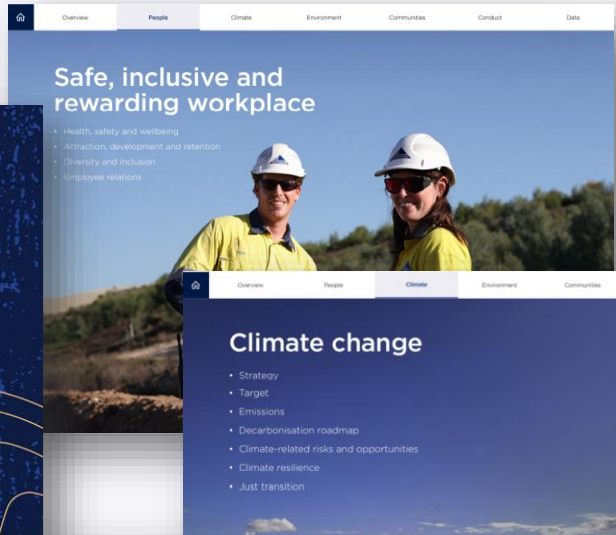 Overview People Climate Environment Communities Conduct Data
Safe, inclusive and
rewarding workplace
• Health, safety and wellbeing
• Attraction, development and retention
• Diversity and inclusion
• Employee relations
Overview People Climate Environment Communities
Climate change
• Strategy
• Target
• Emissions
• Decarbonisation roadmap
• Climate-related risks and opportunities
• Climate resilience
• Just transition